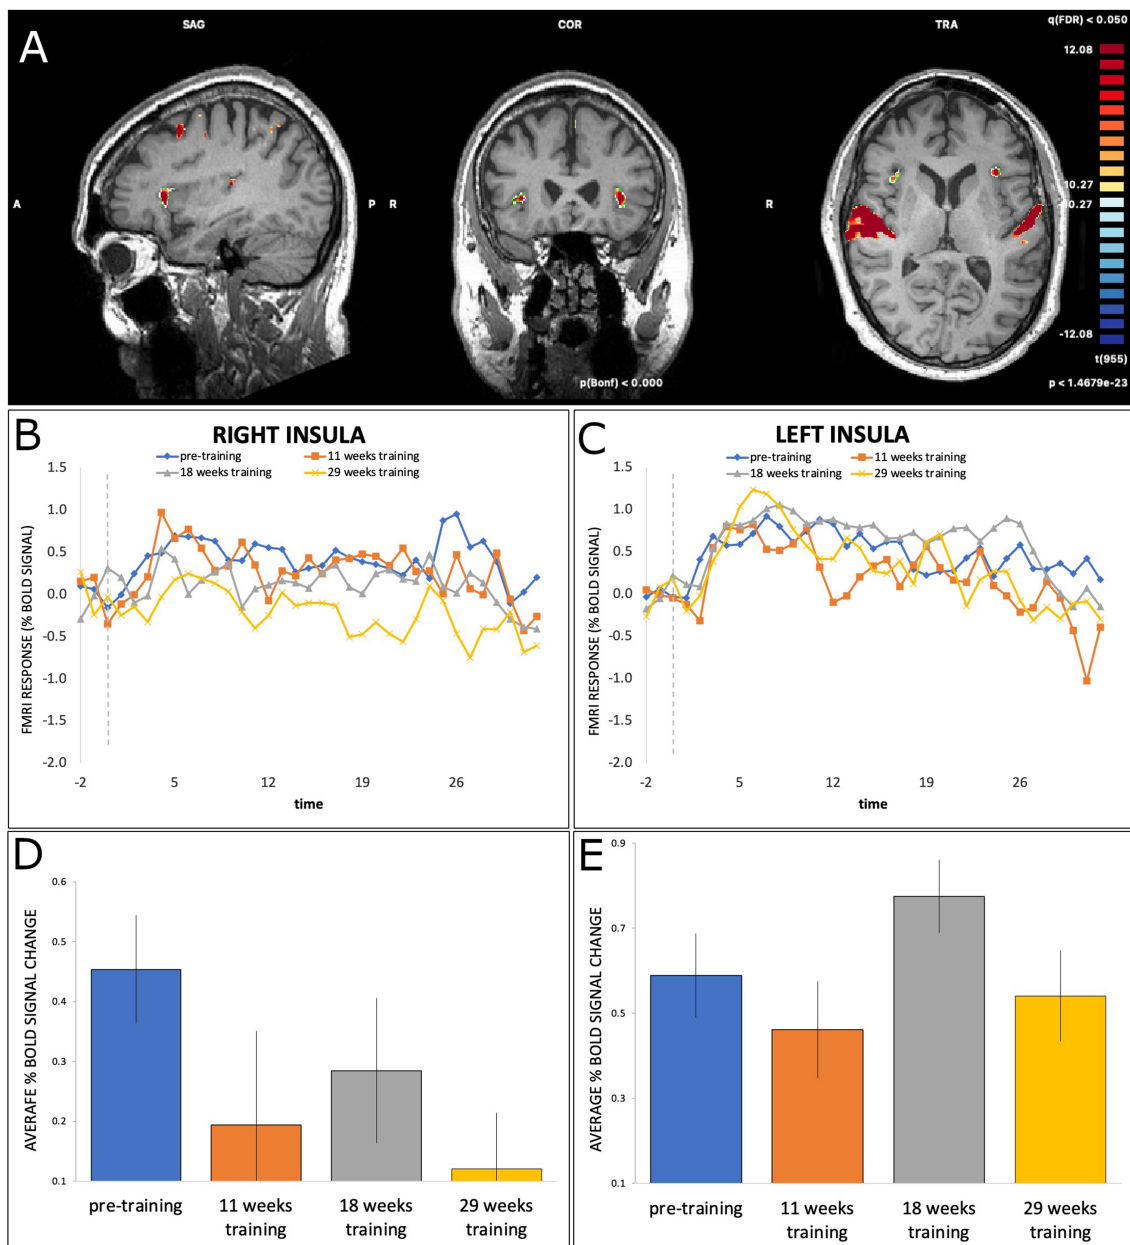 A
SAG
COR
TRA
q(FDR) < 0.050
12.08
A
P
R
R
10.27
-10.27
-12.08
t(955)
p(Bonf) < 0.000
p < 1.4679e-23
B
RIGHT INSULA
pre-training
11 weeks training
18 weeks training
29 weeks training
FMRI RESPONSE (% BOLD SIGNAL)
1.5
1.0
0.5
0.0
-0.5
-1.0
-1.5
-2.0
-2
5
12
19
26
time
C
LEFT INSULA
pre-training
11 weeks training
18 weeks training
29 weeks training
FMRI RESPONSE (% BOLD SIGNAL)
1.5
1.0
0.5
0.0
-0.5
-1.0
-1.5
-2.0
-2
5
12
19
26
time
D
AVERAFE % BOLD SIGNAL CHANGE
0.6
0.5
0.4
0.3
0.2
0.1
pre-training
11 weeks
training
18 weeks
training
29 weeks
training
E
AVERAGE % BOLD SIGNAL CHANGE
0.9
0.7
0.5
0.3
0.1
pre-training
11 weeks
training
18 weeks
training
29 weeks
training